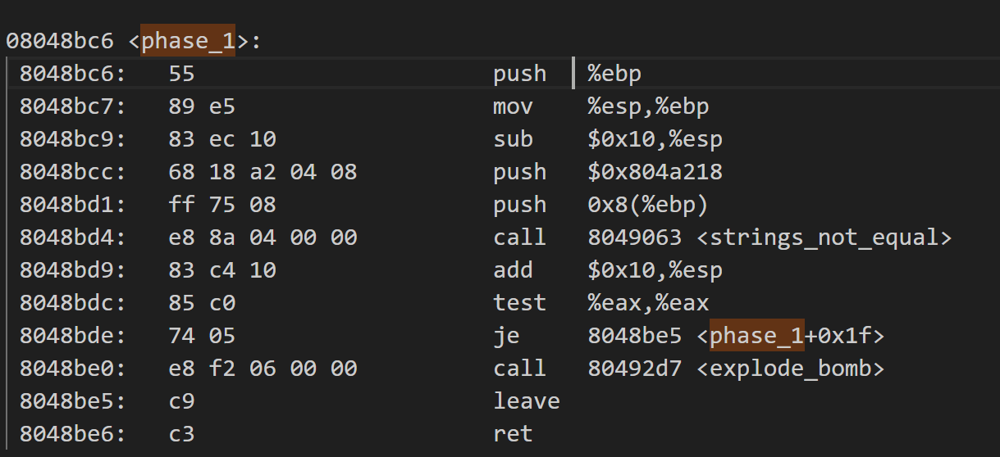 08048bc6 <phase_1>:
8048bc6: 55 push %ebp
8048bc7: 89 e5 mov %esp,%ebp
8048bc9: 83 ec 10 sub $0x10,%esp
8048bcc: 68 18 a2 04 08 push $0x804a218
8048bd1: ff 75 08 push 0x8(%ebp)
8048bd4: e8 8a 04 00 00 call 8049063 <strings_not_equal>
8048bd9: 83 c4 10 add $0x10,%esp
8048bdc: 85 c0 test %eax,%eax
8048bde: 74 05 je 8048be5 <phase_1+0x1f>
8048be0: e8 f2 06 00 00 call 80492d7 <explode_bomb>
8048be5: c9 leave
8048be6: c3 ret